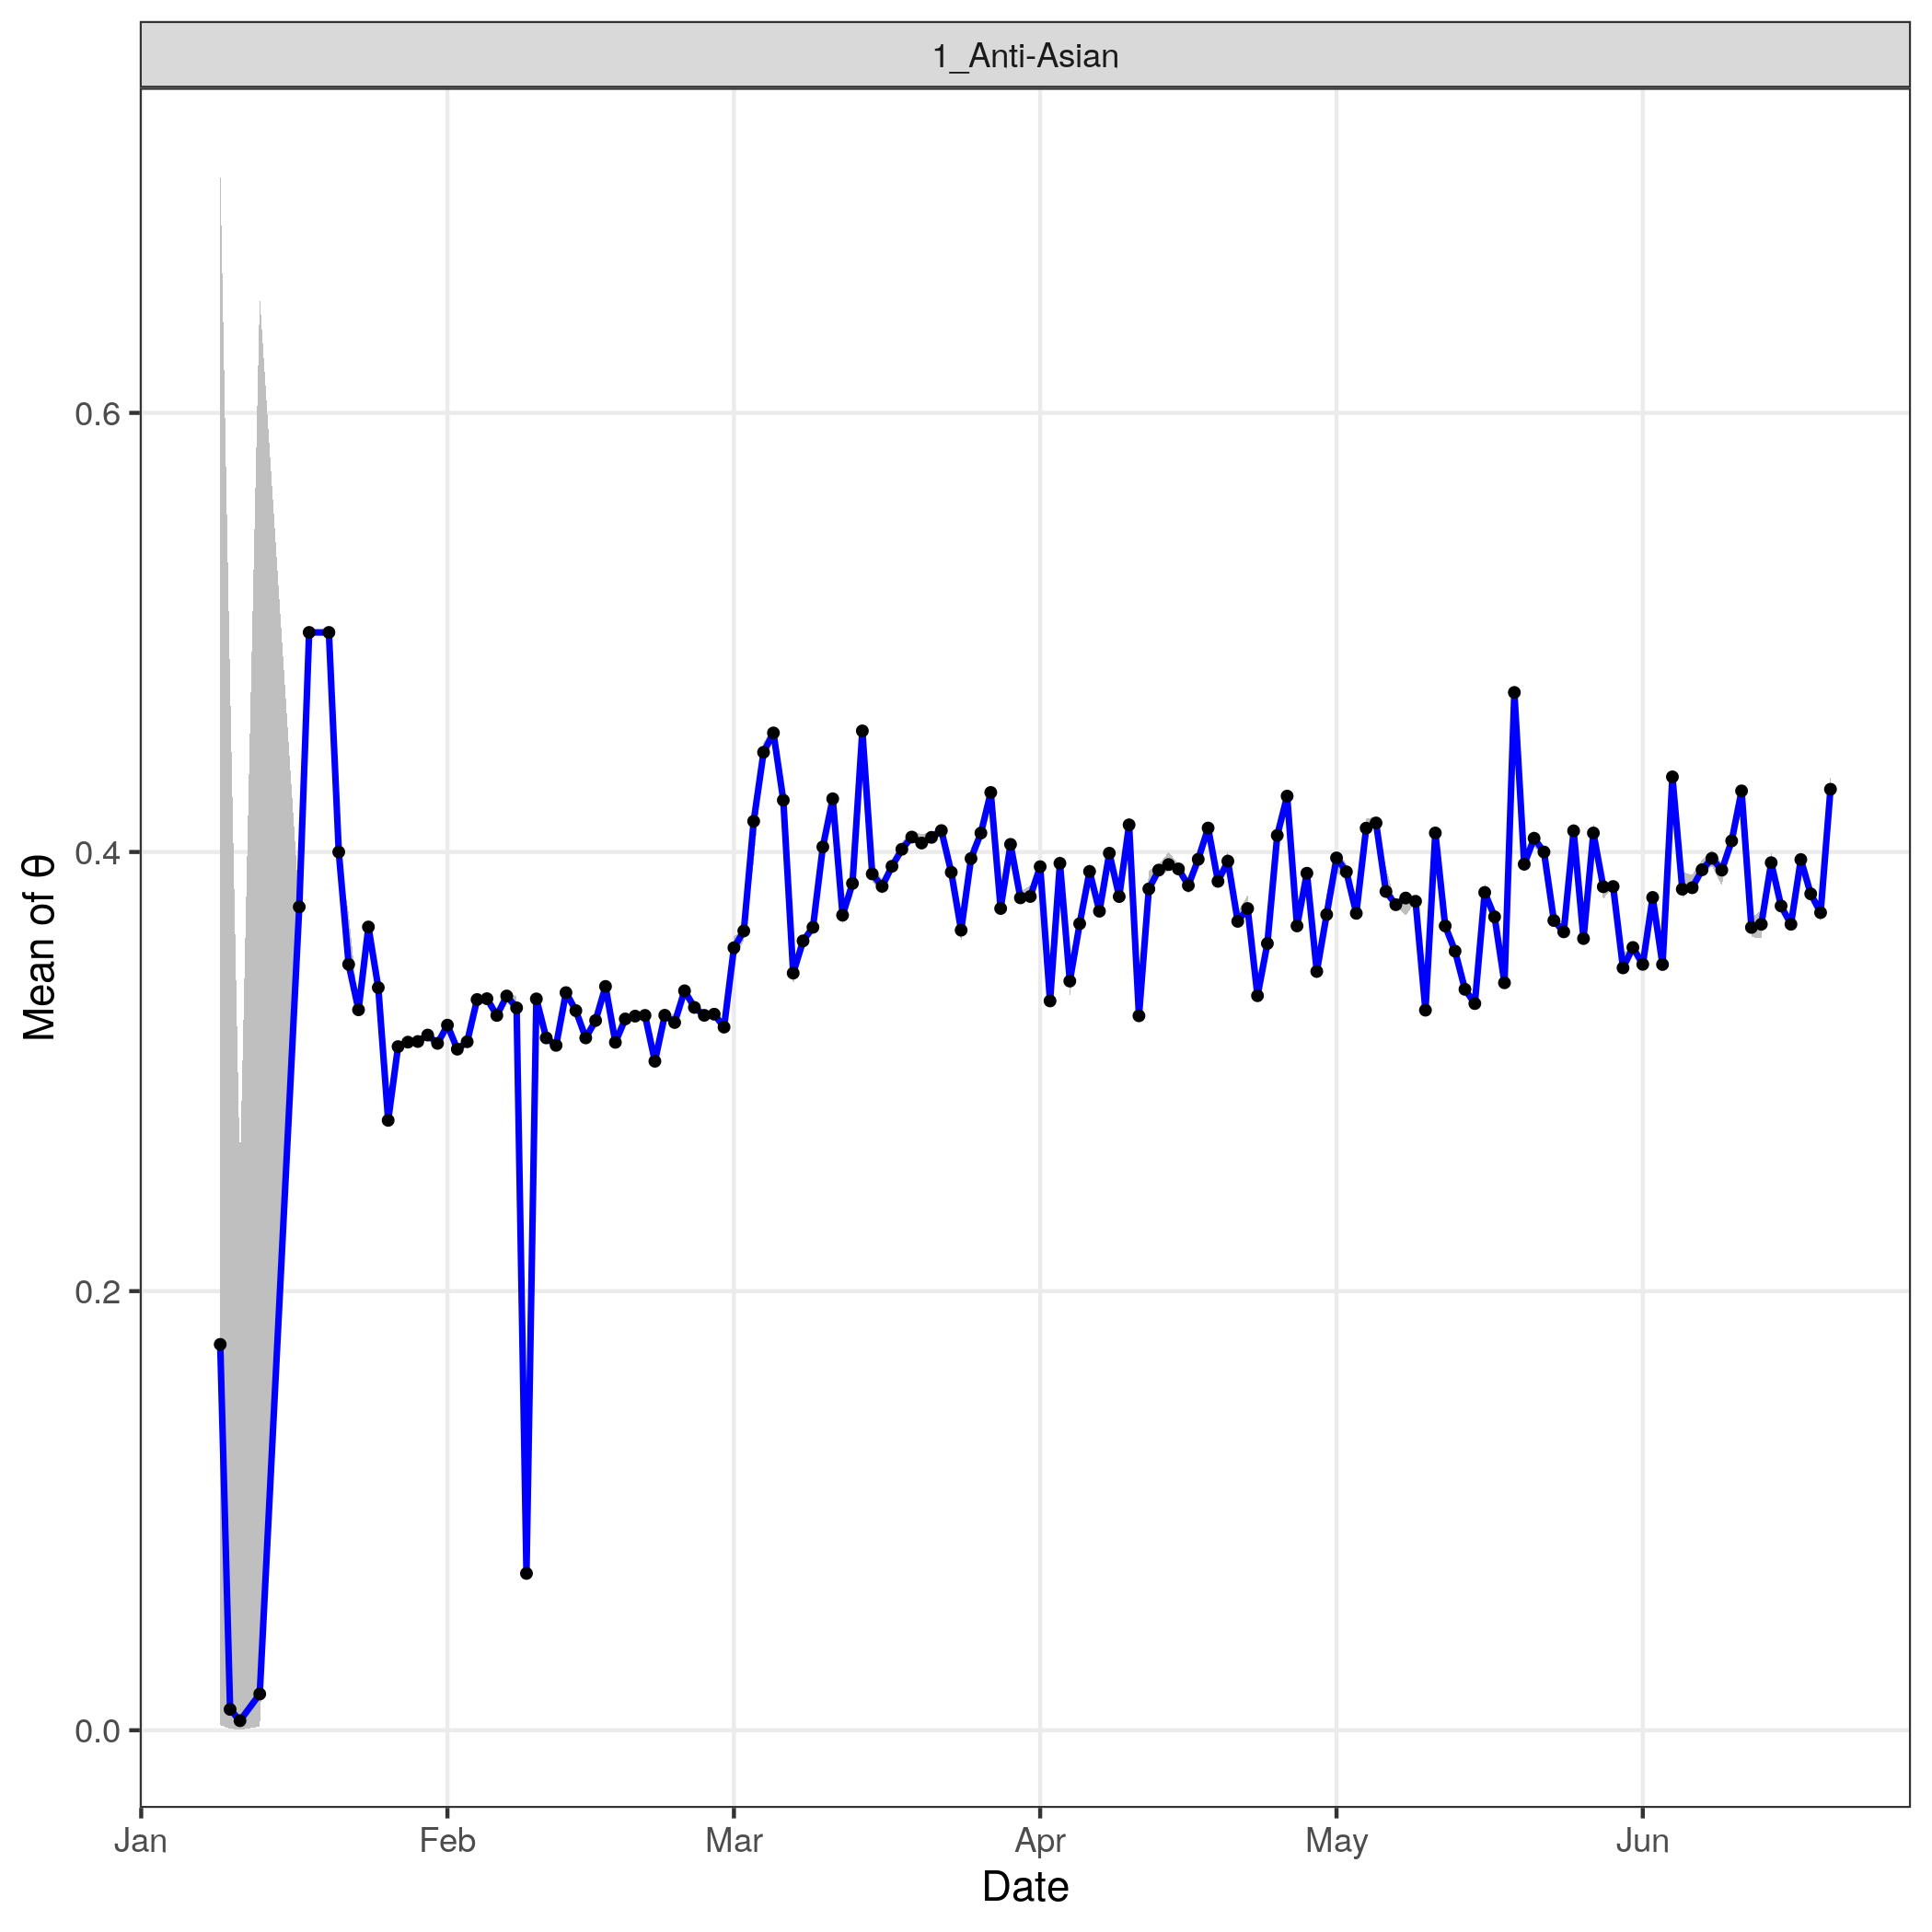 1_Anti-Asian
Mean of θ
0.6
0.4
0.2
0.0
Jan Feb Mar Apr May Jun
Date